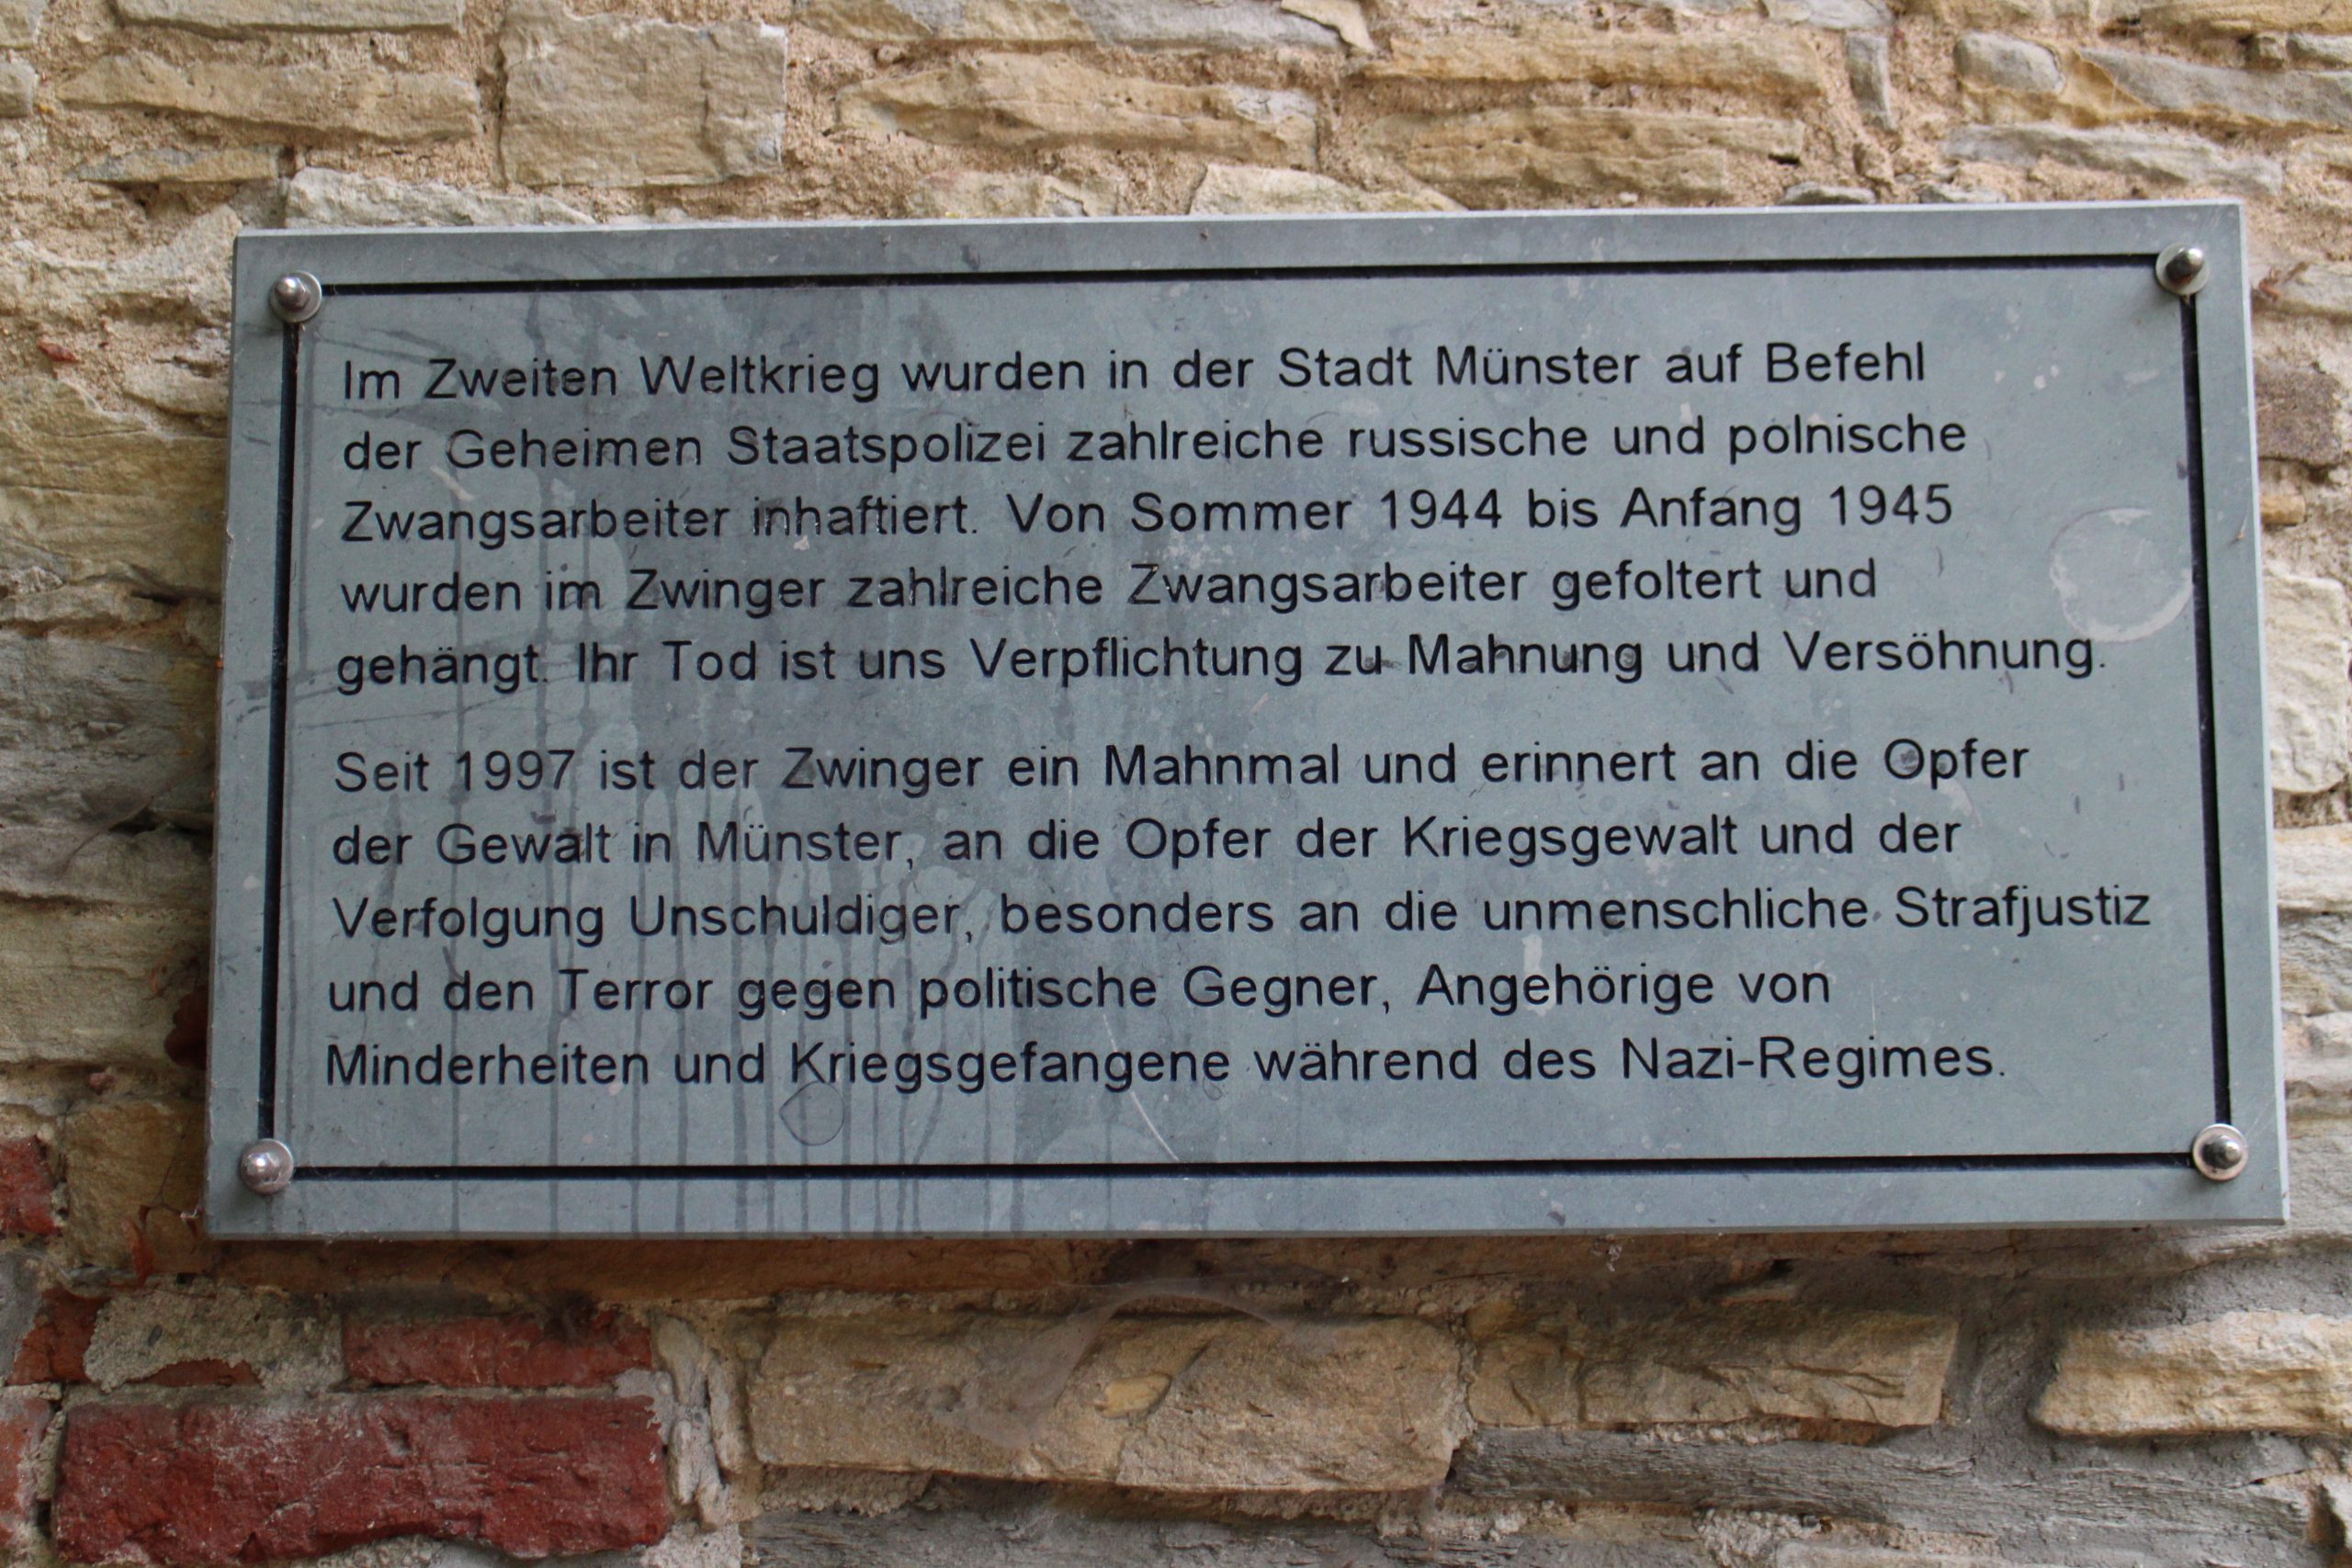 Im Zweiten Weltkrieg wurden in der Stadt Münster auf Befehl
der Geheimen Staatspolizei zahlreiche russische und polnische
Zwangsarbeiter inhaftiert. Von Sommer 1944 bis Anfang 1945
wurden im Zwinger zahlreiche Zwangsarbeiter gefoltert und
gehängt. Ihr Tod ist uns Verpflichtung zu Mahnung und Versöhnung.
Seit 1997 ist der Zwinger ein Mahnmal und erinnert an die Opfer
der Gewalt in Münster, an die Opfer der Kriegsgewalt und der
Verfolgung Unschuldiger, besonders an die unmenschliche Strafjustiz
und den Terror gegen politische Gegner, Angehörige von
Minderheiten und Kriegsgefangene während des Nazi-Regimes.